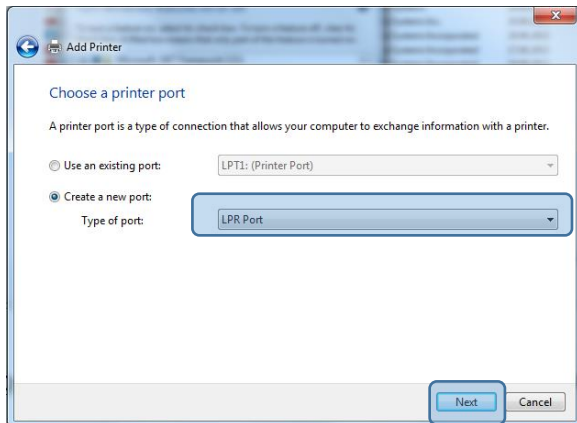 Add Printer
Choose a printer port
A printer port is a type of connection that allows your computer to exchange information with a printer.
Use an existing port:
LPT1: (Printer Port)
Create a new port:
Type of port:
LPR Port
Next
Cancel